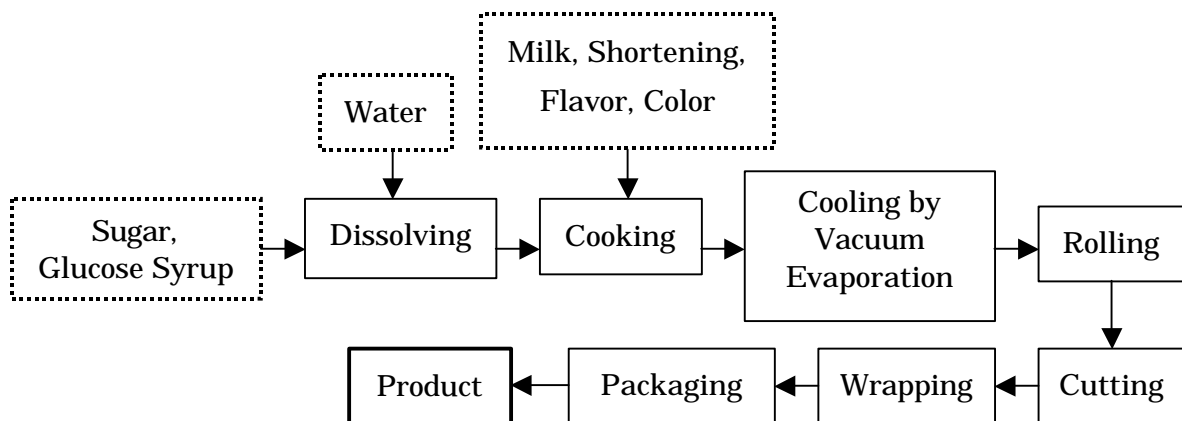 Milk, Shortening,
Flavor, Color
Water
Sugar,
Glucose Syrup
Dissolving
Cooking
Cooling by
Vacuum
Evaporation
Rolling
Cutting
Wrapping
Packaging
Product